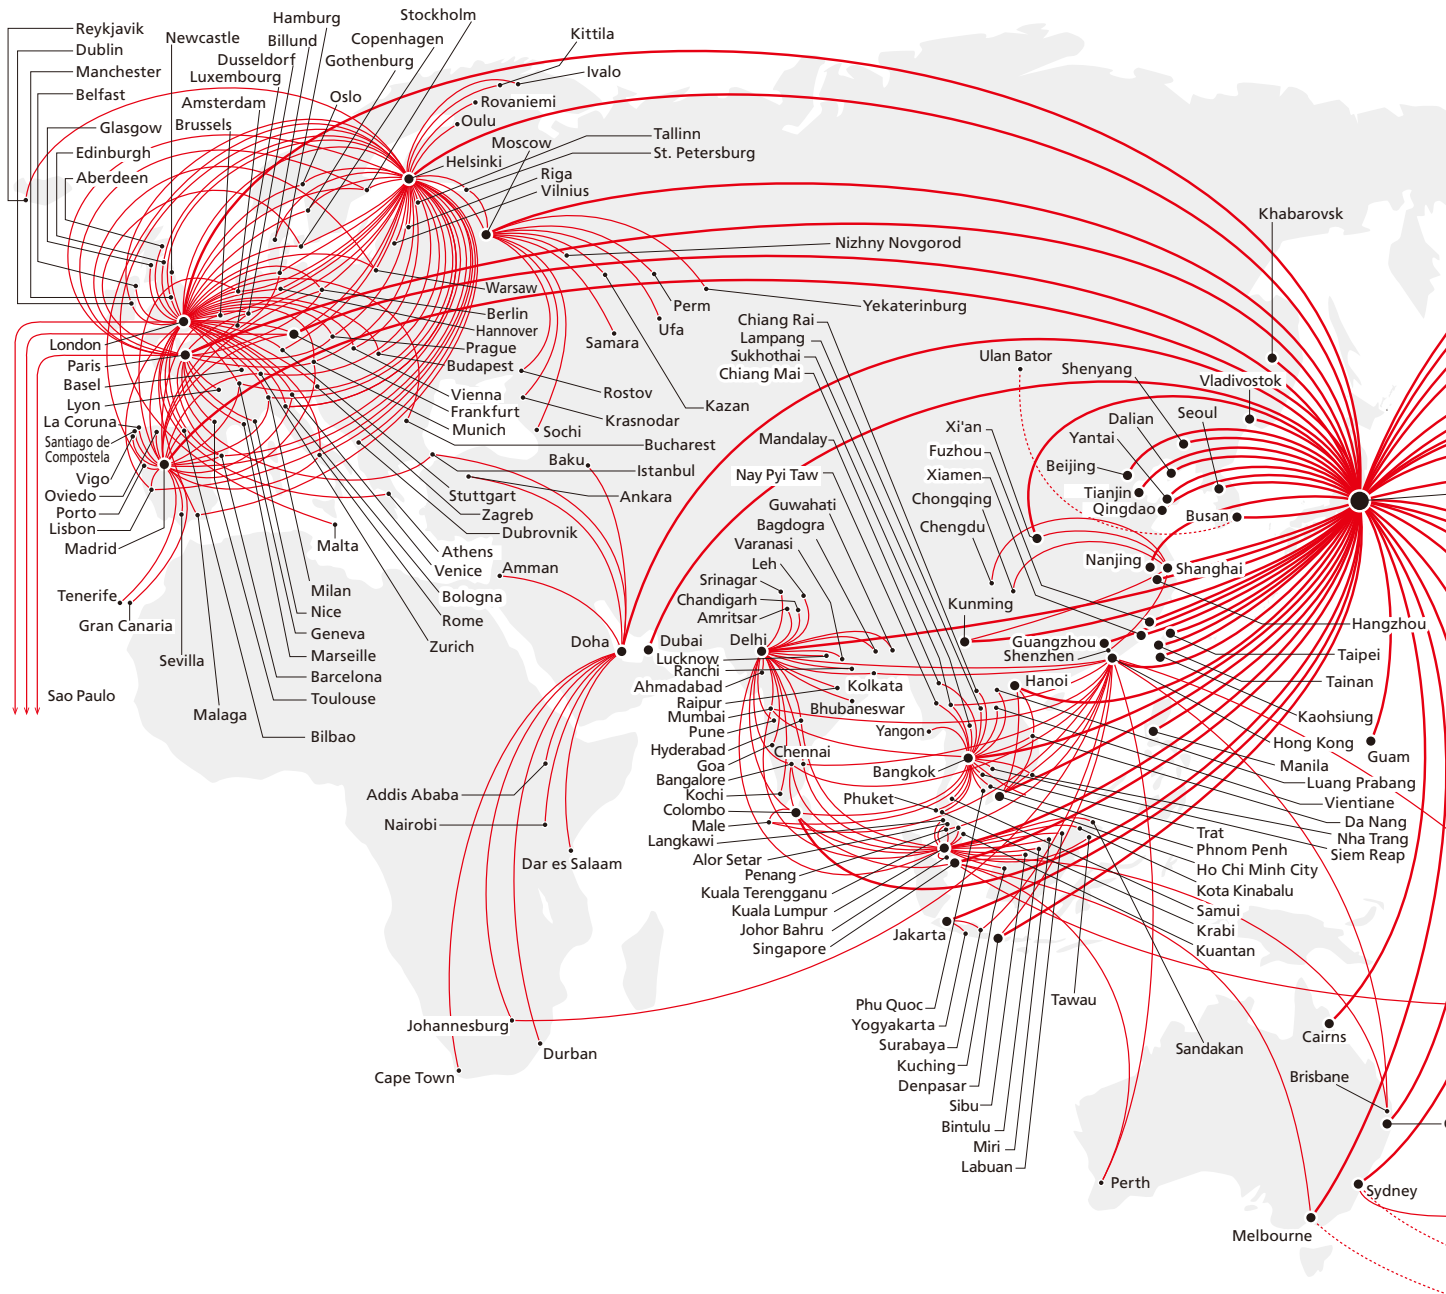 Reykjavik
Dublin
Manchester
Belfast
Glasgow
Edinburgh
Aberdeen
Newcastle
Hamburg
Billund
Dusseldorf
Luxembourg
Amsterdam
Brussels
Stockholm
Copenhagen
Gothenburg
Oslo
Kittila
Ivalo
Rovaniemi
Oulu
Moscow
Helsinki
Tallinn
St. Petersburg
Riga
Vilnius
Nizhny Novgorod
Warsaw
Berlin
Hannover
Prague
Budapest
Perm
Ufa
Samara
Yekaterinburg
Khabarovsk
London
Paris
Basel
Lyon
La Coruna
Santiago de
Compostela
Vigo
Oviedo
Porto
Lisbon
Madrid
Vienna
Frankfurt
Munich
Rostov
Krasnodar
Sochi
Kazan
Bucharest
Baku
Istanbul
Ankara
Stuttgart
Zagreb
Dubrovnik
Malta
Athens
Venice
Amman
Bologna
Rome
Zurich
Tenerife
Gran Canaria
Sevilla
Milan
Nice
Geneva
Marseille
Barcelona
Toulouse
Malaga
Bilbao
Sao Paulo
Chiang Rai
Lampang
Sukhothai
Chiang Mai
Ulan Bator
Shenyang
Vladivostok
Dalian
Seoul
Yantai
Beijing
Tianjin
Qingdao
Busan
Mandalay
Nay Pyi Taw
Xi'an
Fuzhou
Xiamen
Chongqing
Chengdu
Guwahati
Bagdogra
Varanasi
Leh
Srinagar
Chandigarh
Amritsar
Nanjing
Shanghai
Kunming
Hangzhou
Doha
Dubai
Delhi
Guangzhou
Shenzhen
Taipei
Lucknow
Ranchi
Ahmadabad
Kolkata
Hanoi
Tainan
Raipur
Bhubaneswar
Mumbai
Pune
Yangon
Kaohsiung
Hyderabad
Chennai
Goa
Hong Kong
Guam
Manila
Bangalore
Bangkok
Luang Prabang
Kochi
Phuket
Vientiane
Colombo
Da Nang
Male
Trat
Nha Trang
Langkawi
Phnom Penh
Siem Reap
Alor Setar
Ho Chi Minh City
Penang
Kota Kinabalu
Kuala Terengganu
Samui
Kuala Lumpur
Krabi
Johor Bahru
Kuantan
Singapore
Jakarta
Addis Ababa
Nairobi
Dar es Salaam
Johannesburg
Durban
Cape Town
Phu Quoc
Tawau
Yogyakarta
Surabaya
Kuching
Denpasar
Sibu
Bintulu
Miri
Labuan
Sandakan
Cairns
Brisbane
Perth
Sydney
Melbourne